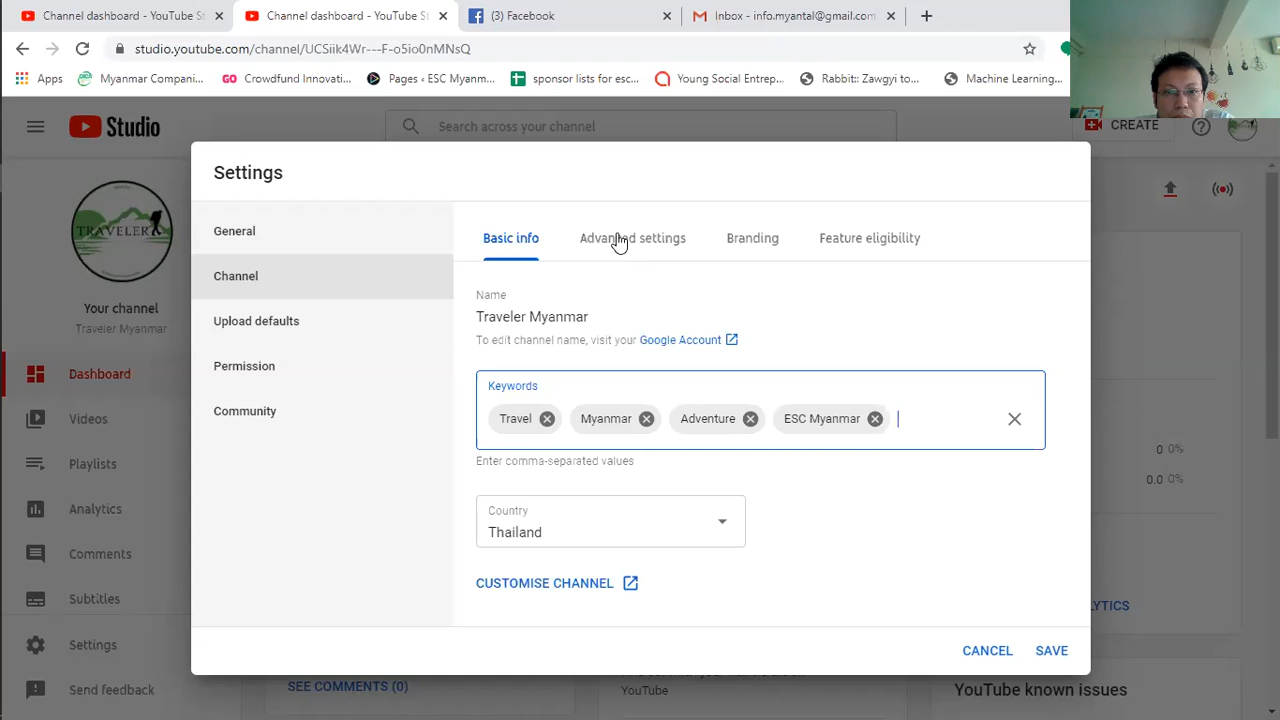 Channel dashboard - YouTube St
Channel dashboard - YouTube St
(3) Facebook
Inbox - info.myantal@gmail.com
studio.youtube.com/channel/UCSiik4Wr---F-o5io0nMNsQ
Apps
Myanmar Compani...
GO
Crowdfund Innovati...
Pages ‹ ESC Myanm...
sponsor lists for esc...
Young Social Entrep...
Rabbit:: Zawgyi to...
Machine Learning...
Studio
Search across your channel
CREATE
Settings
TRAVELER
Your channel
Traveler Myanmar
Dashboard
Videos
Playlists
Analytics
Comments
Subtitles
Settings
Send feedback
General
Channel
Upload defaults
Permission
Community
Basic info
Advanced settings
Branding
Feature eligibility
Name
Traveler Myanmar
To edit channel name, visit your Google Account
Keywords
Travel
Myanmar
Adventure
ESC Myanmar
Enter comma-separated values
Country
Thailand
CUSTOMISE CHANNEL
CANCEL
SAVE
0 0%
0.0 0%
LYTICS
SEE COMMENTS (0)
YouTube
YouTube known issues